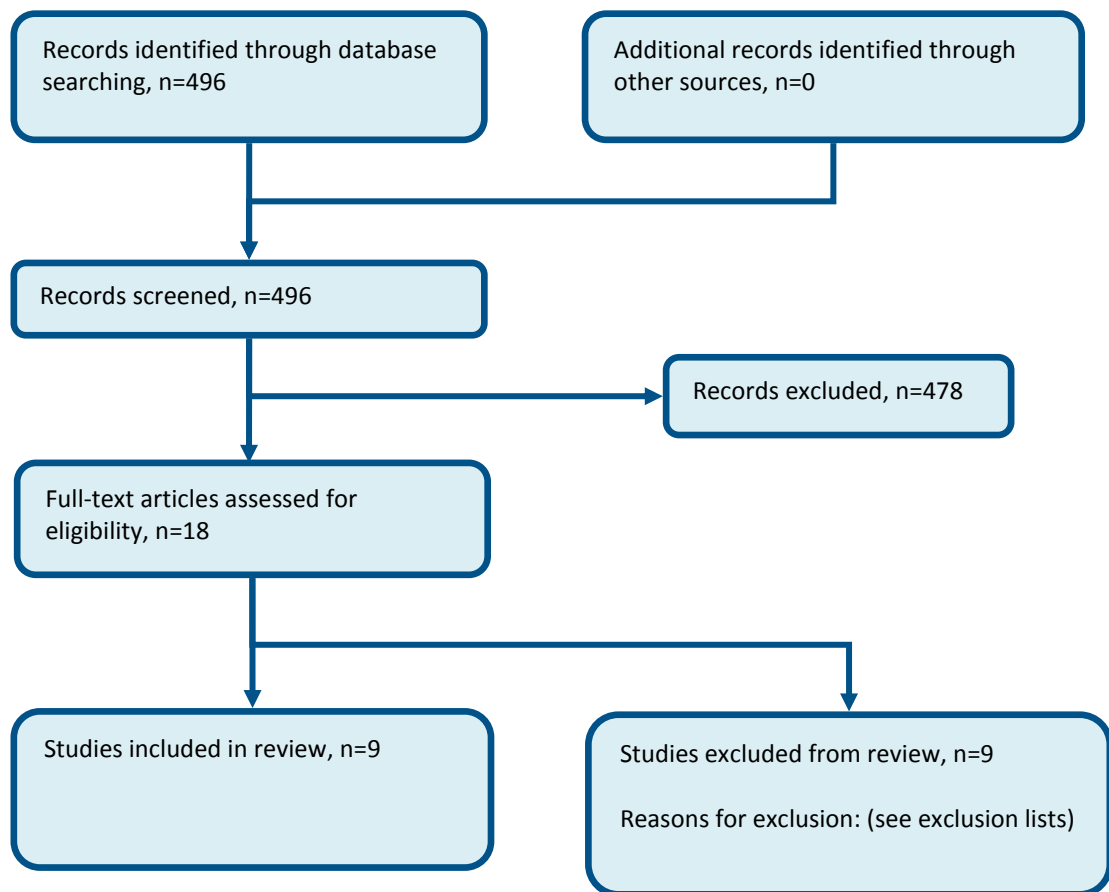 Records identified through database
searching, n=496
Additional records identified through
other sources, n=0
Records screened, n=496
Records excluded, n=478
Full-text articles assessed for
eligibility, n=18
Studies included in review, n=9
Studies excluded from review, n=9
Reasons for exclusion: (see exclusion lists)